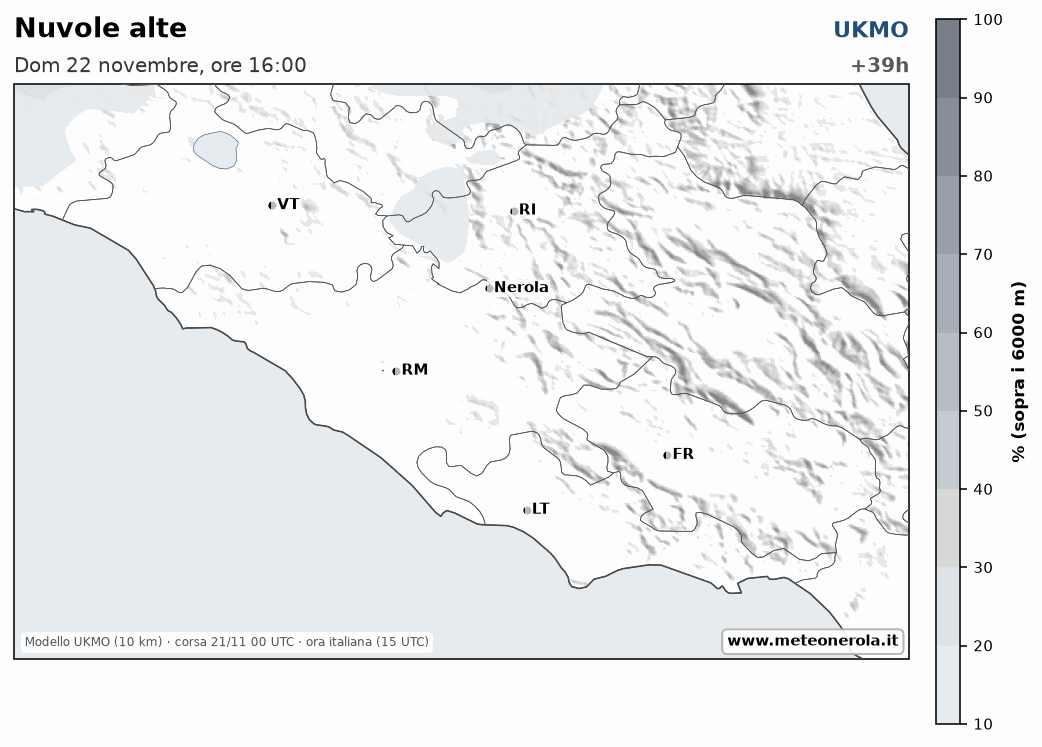 Nuvole alte
UKMO
Dom 22 novembre, ore 16:00
+39h
VT
RI
Nerola
RM
FR
LT
Modello UKMO (10 km) · corsa 21/11 00 UTC · ora italiana (15 UTC)
www.meteonerola.it
100
90
80
70
60
50
40
30
20
10
% (sopra i 6000 m)